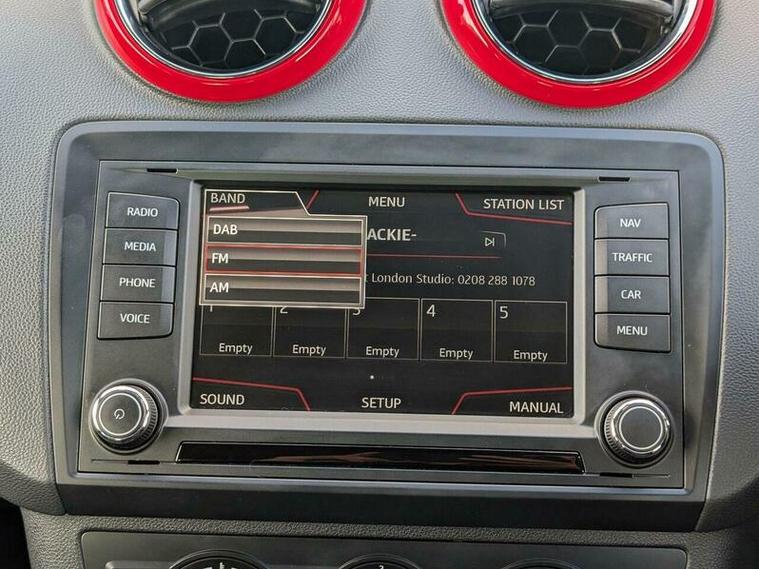 BAND MENU STATION LIST
RADIO
MEDIA
PHONE
VOICE
DAB
FM
AM
ACKIE-
London Studio: 0208 288 1078
1 2 3 4 5
Empty Empty Empty Empty Empty
SOUND SETUP MANUAL
NAV
TRAFFIC
CAR
MENU